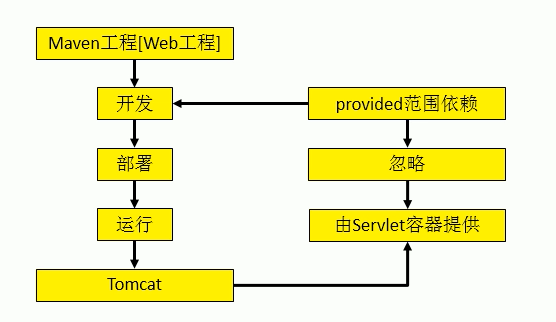 Maven工程[Web工程]
开发
provided范围依赖
部署
忽略
运行
由Servlet容器提供
Tomcat